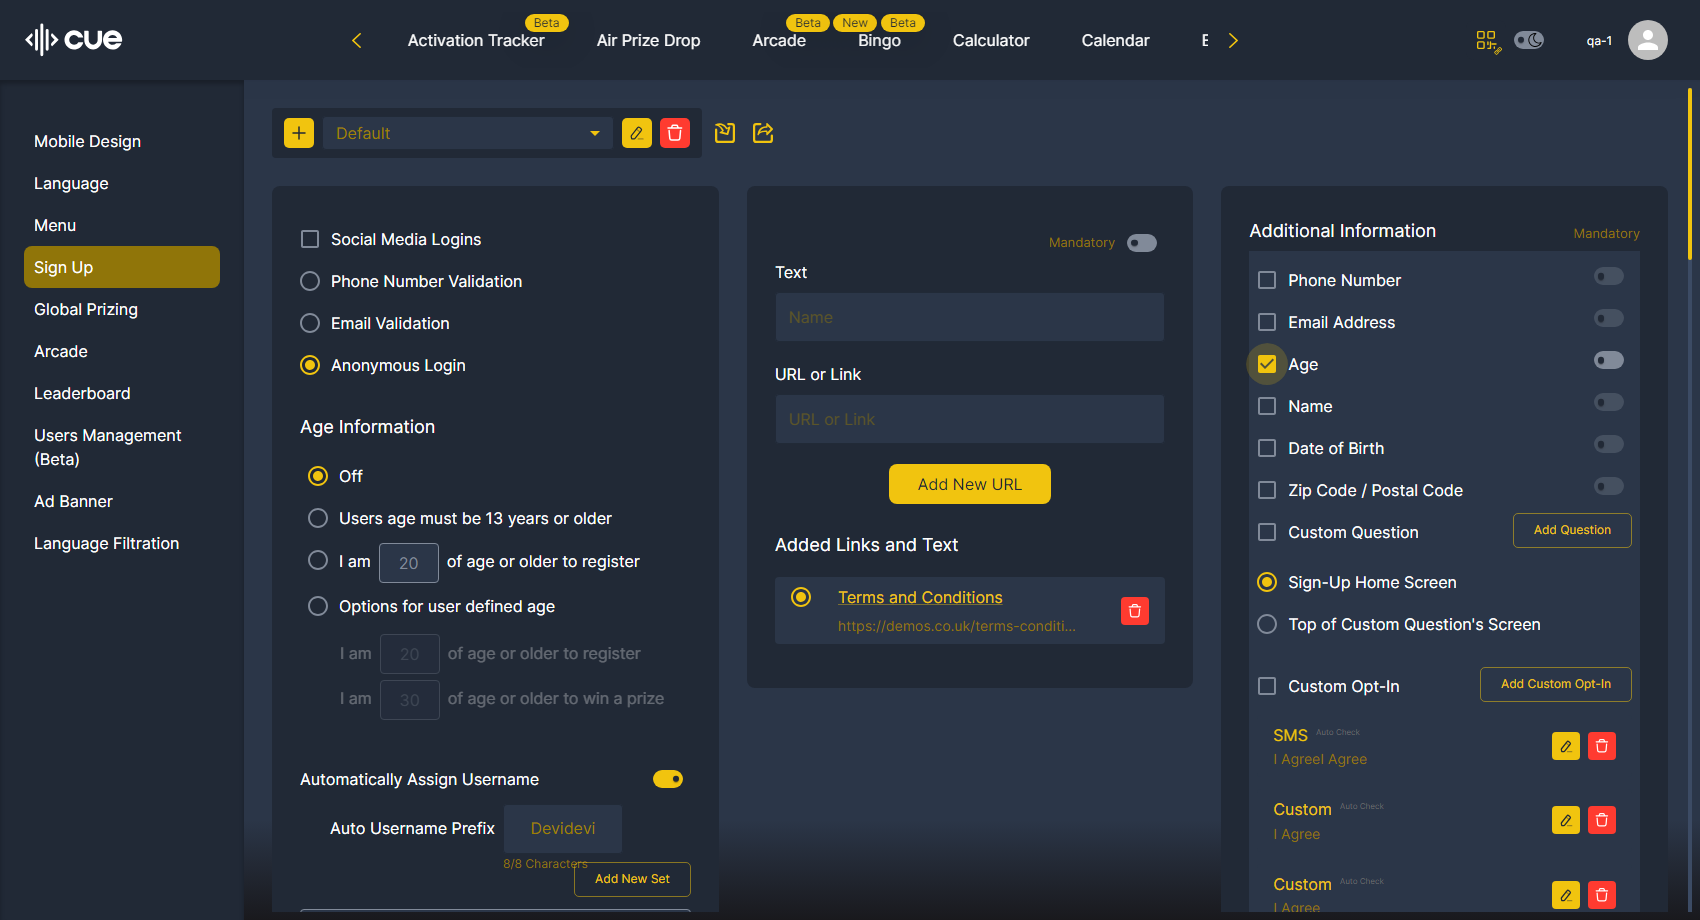 cue
Activation Tracker
Beta
Air Prize Drop
Arcade
Beta
New
Bingo
Beta
Calculator
Calendar
qa-1
Mobile Design
Language
Menu
Sign Up
Global Prizing
Arcade
Leaderboard
Users Management
(Beta)
Ad Banner
Language Filtration
Default
Social Media Logins
Phone Number Validation
Email Validation
Anonymous Login
Age Information
Off
Users age must be 13 years or older
I am 20 of age or older to register
Options for user defined age
I am 20 of age or older to register
I am 30 of age or older to win a prize
Automatically Assign Username
Auto Username Prefix Devidevi
8/8 Characters
Add New Set
Mandatory
Text
Name
URL or Link
URL or Link
Add New URL
Added Links and Text
Terms and Conditions
https://demos.co.uk/terms-conditi...
Additional Information
Mandatory
Phone Number
Email Address
Age
Name
Date of Birth
Zip Code / Postal Code
Custom Question
Add Question
Sign-Up Home Screen
Top of Custom Question's Screen
Custom Opt-In
Add Custom Opt-In
SMS Auto Check
I AgreeI Agree
Custom Auto Check
I Agree
Custom Auto Check
I Agree